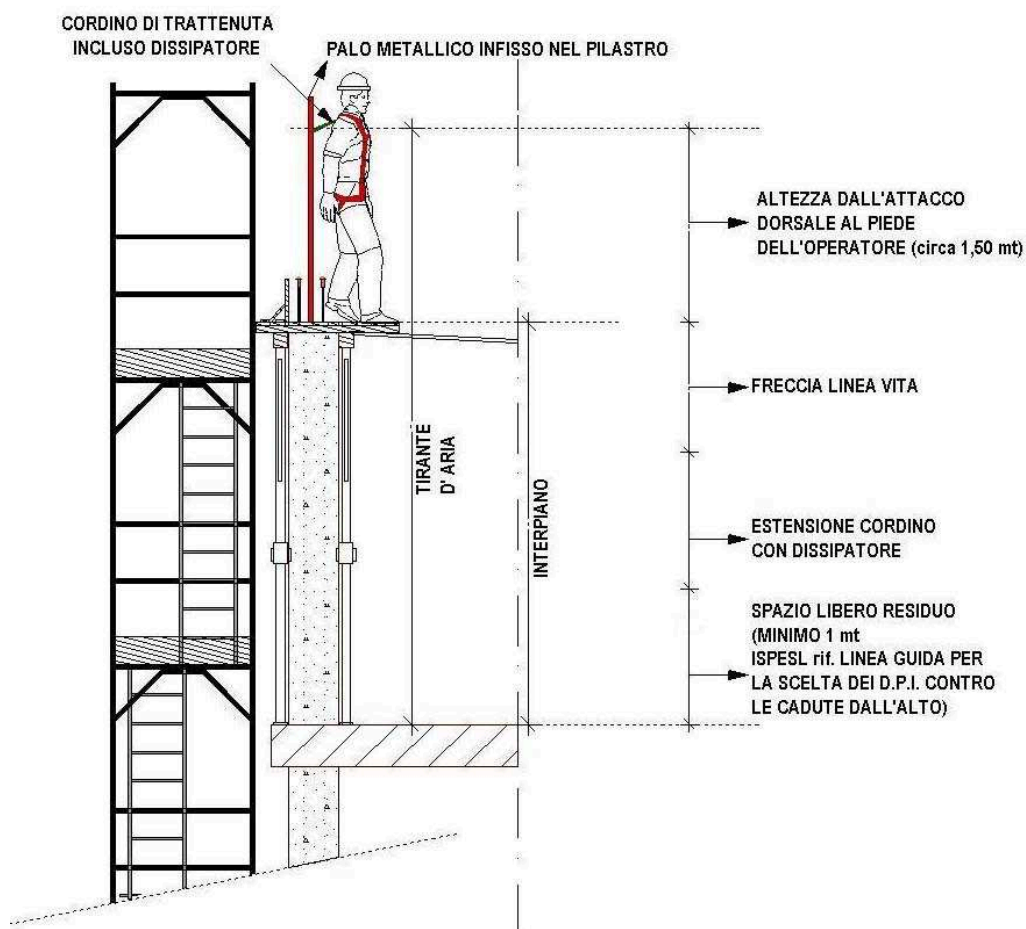 CORDINO DI TRATTENUTA
INCLUSO DISSIPATORE
PALO METALLICO INFISSO NEL PILASTRO
ALTEZZA DALL'ATTACCO
DORSALE AL PIEDE
DELL'OPERATORE (circa 1,50 mt)
FRECCIA LINEA VITA
TIRANTE
D' ARIA
INTERPIANO
ESTENSIONE CORDINO
CON DISSIPATORE
SPAZIO LIBERO RESIDUO
(MINIMO 1 mt
ISPESL rif. LINEA GUIDA PER
LA SCELTA DEI D.P.I. CONTRO
LE CADUTE DALL'ALTO)